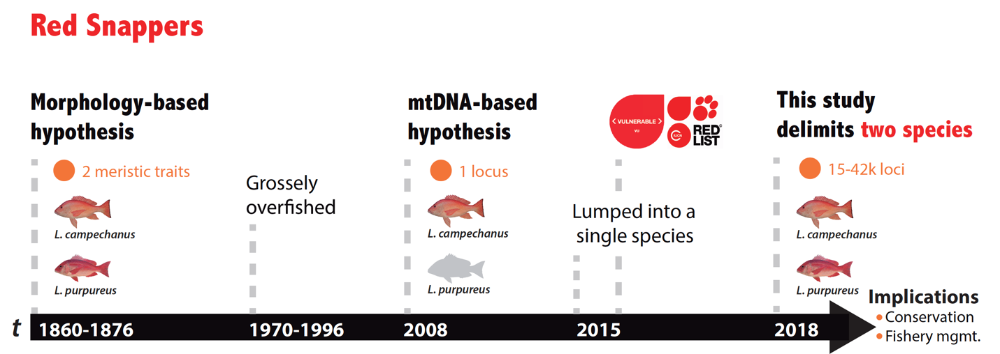 Red Snappers
Morphology-based
hypothesis
2 meristic traits
L. campechanus
L. purpureus
Grossely
overfished
mtDNA-based
hypothesis
1 locus
L. campechanus
L. purpureus
< VULNERABLE >
VU
IUCN
RED
LIST
Lumped into a
single species
This study
delimits two species
15-42k loci
L. campechanus
L. purpureus
t
1860-1876
1970-1996
2008
2015
2018
Implications
• Conservation
• Fishery mgmt.